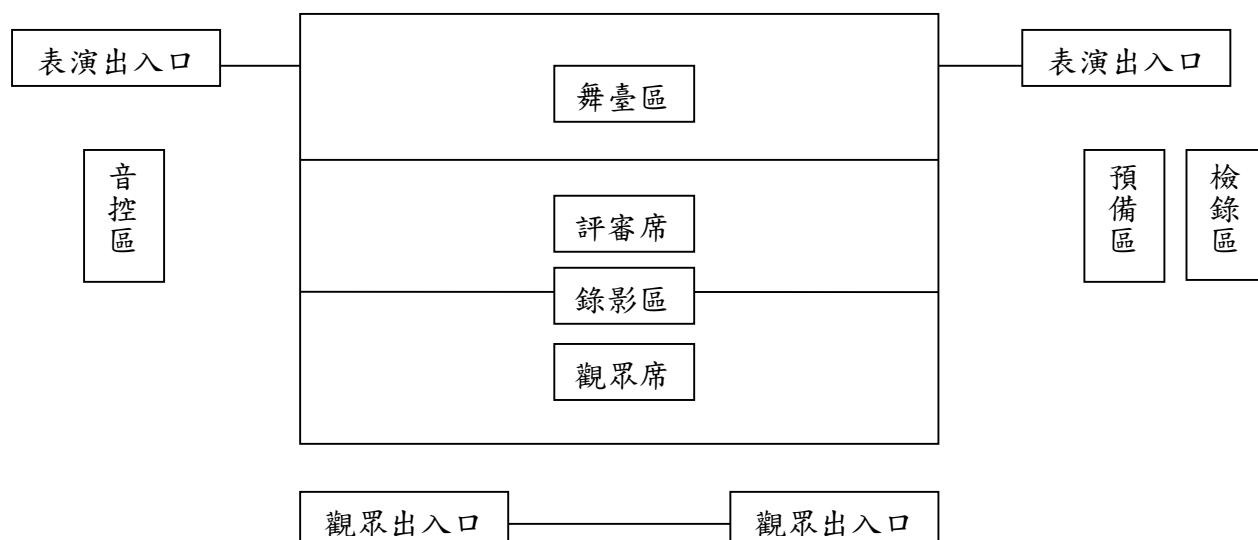 表演出入口
表演出入口
舞臺區
音控區
預備區
檢錄區
評審席
錄影區
觀眾席
觀眾出入口
觀眾出入口